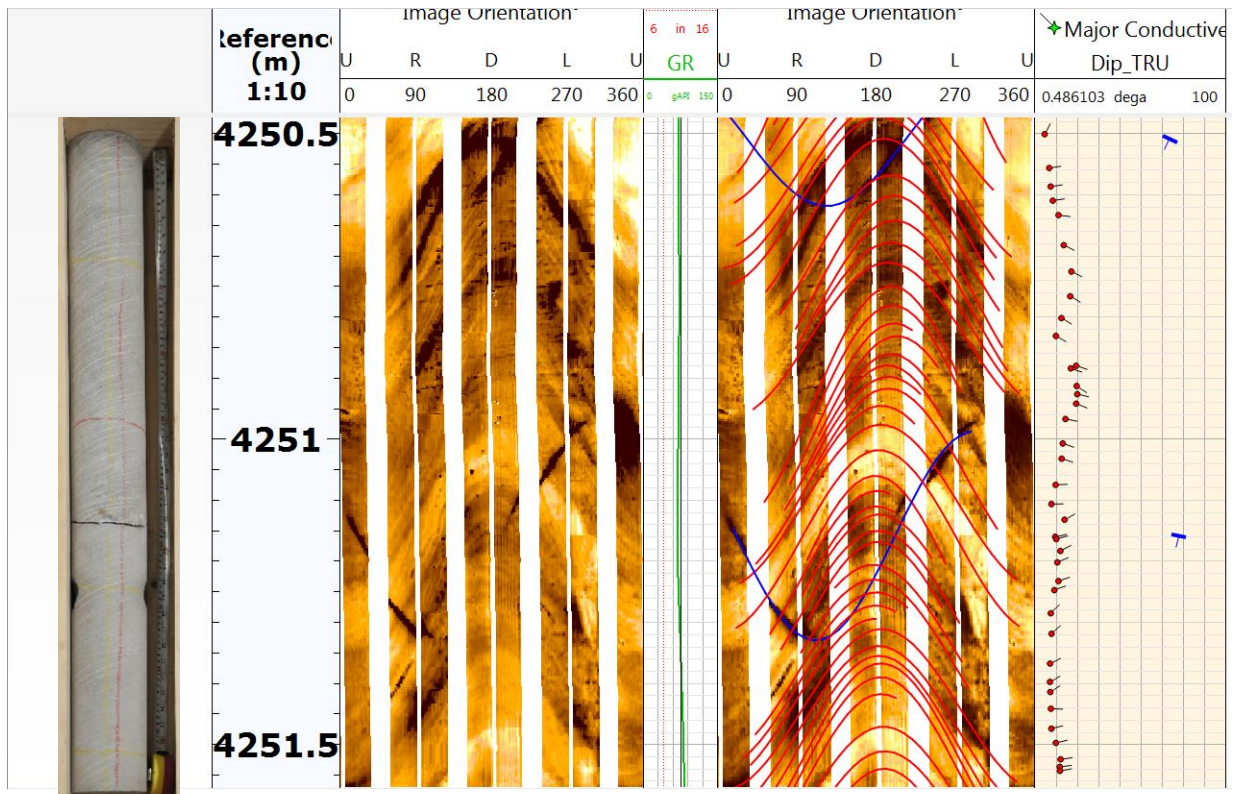 Image Orientation°
Image Orientation°
Reference
6 in 16
Major Conductive
(m)
U R D L U
GR
U R D L U
Dip_TRU
1:10
0 90 180 270 360
0 gAPI 150
0 90 180 270 360
0.486103 dega 100
4250.5
4251
4251.5